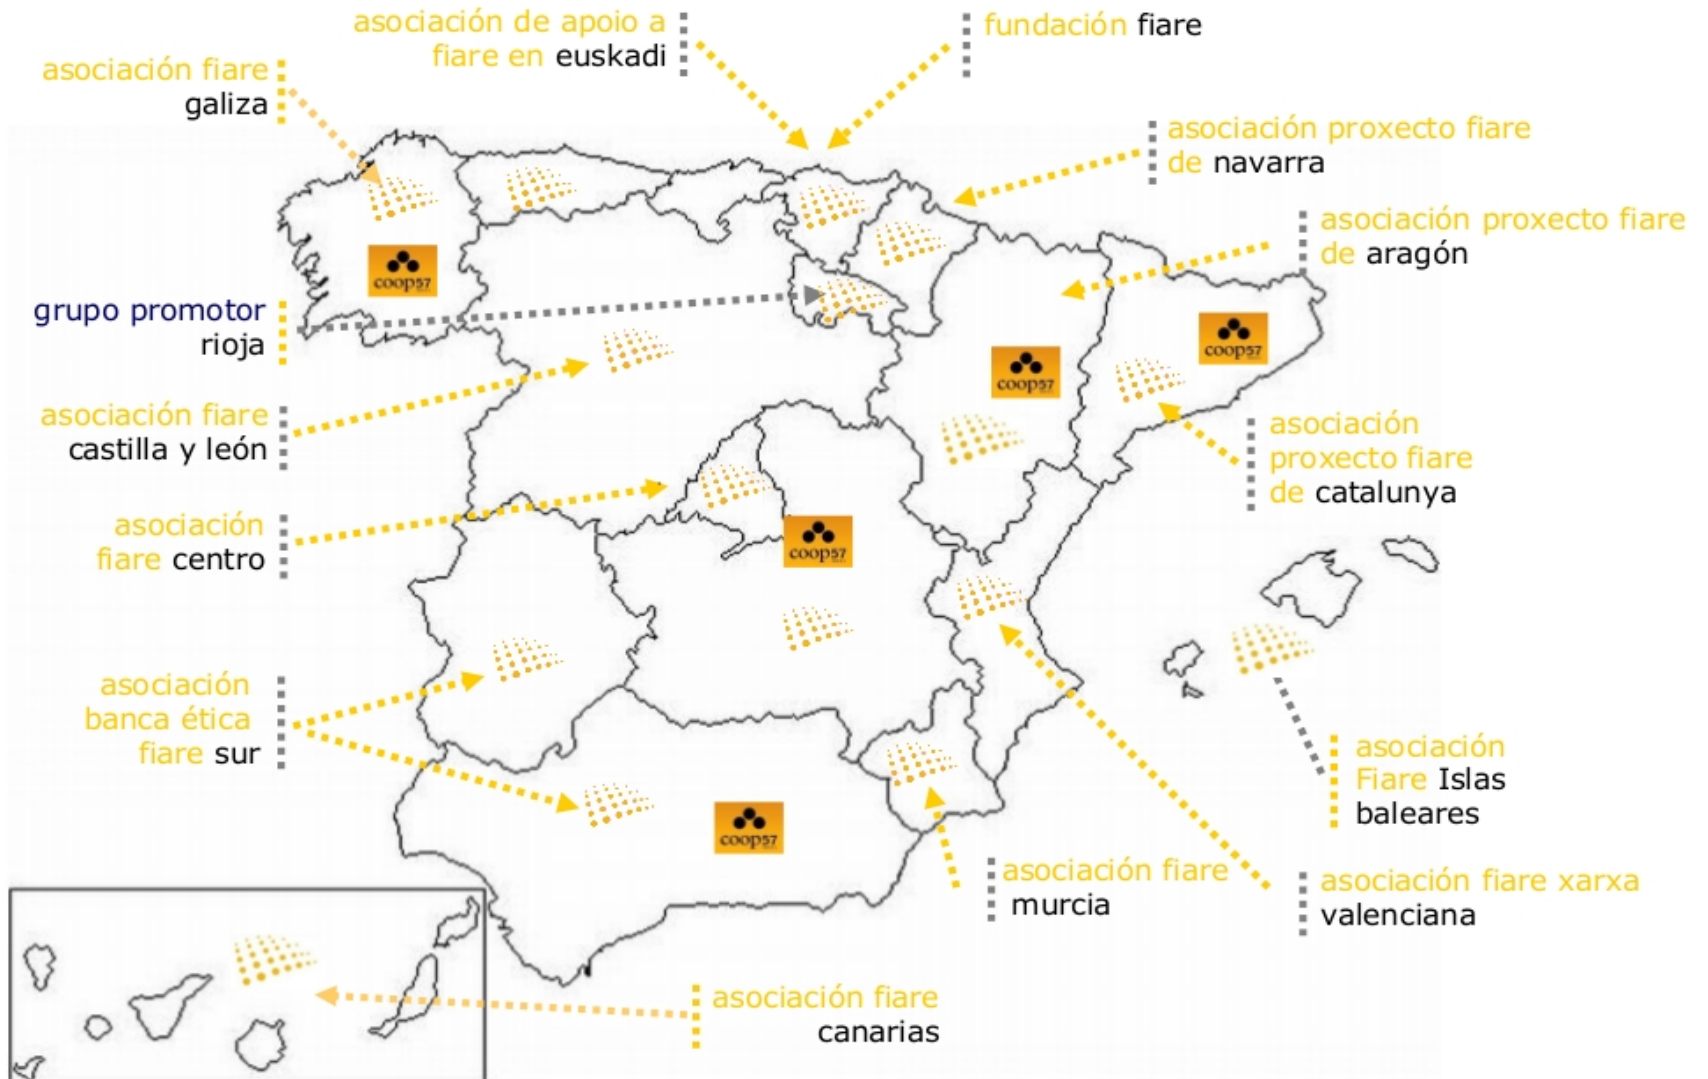 asociación de apoio a
fiare en euskadi
fundación fiare
asociación fiare
galiza
asociación proxecto fiare
de navarra
asociación proxecto fiare
de aragón
coop57
grupo promotor
rioja
coop57
coop57
asociación fiare
castilla y león
asociación
proxecto fiare
de catalunya
asociación
fiare centro
coop57
asociación
banca ética
fiare sur
asociación
Fiare Islas
baleares
coop57
asociación fiare
murcia
asociación fiare xarxa
valenciana
asociación fiare
canarias